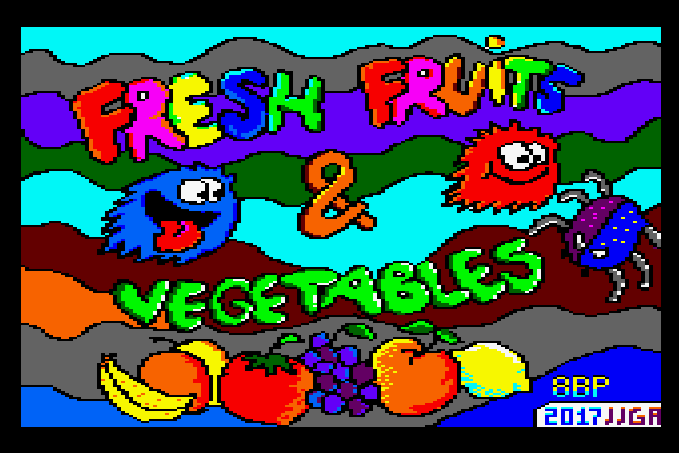 FRESH FRUITS
&
VEGETABLES
8BP
2017JJGA